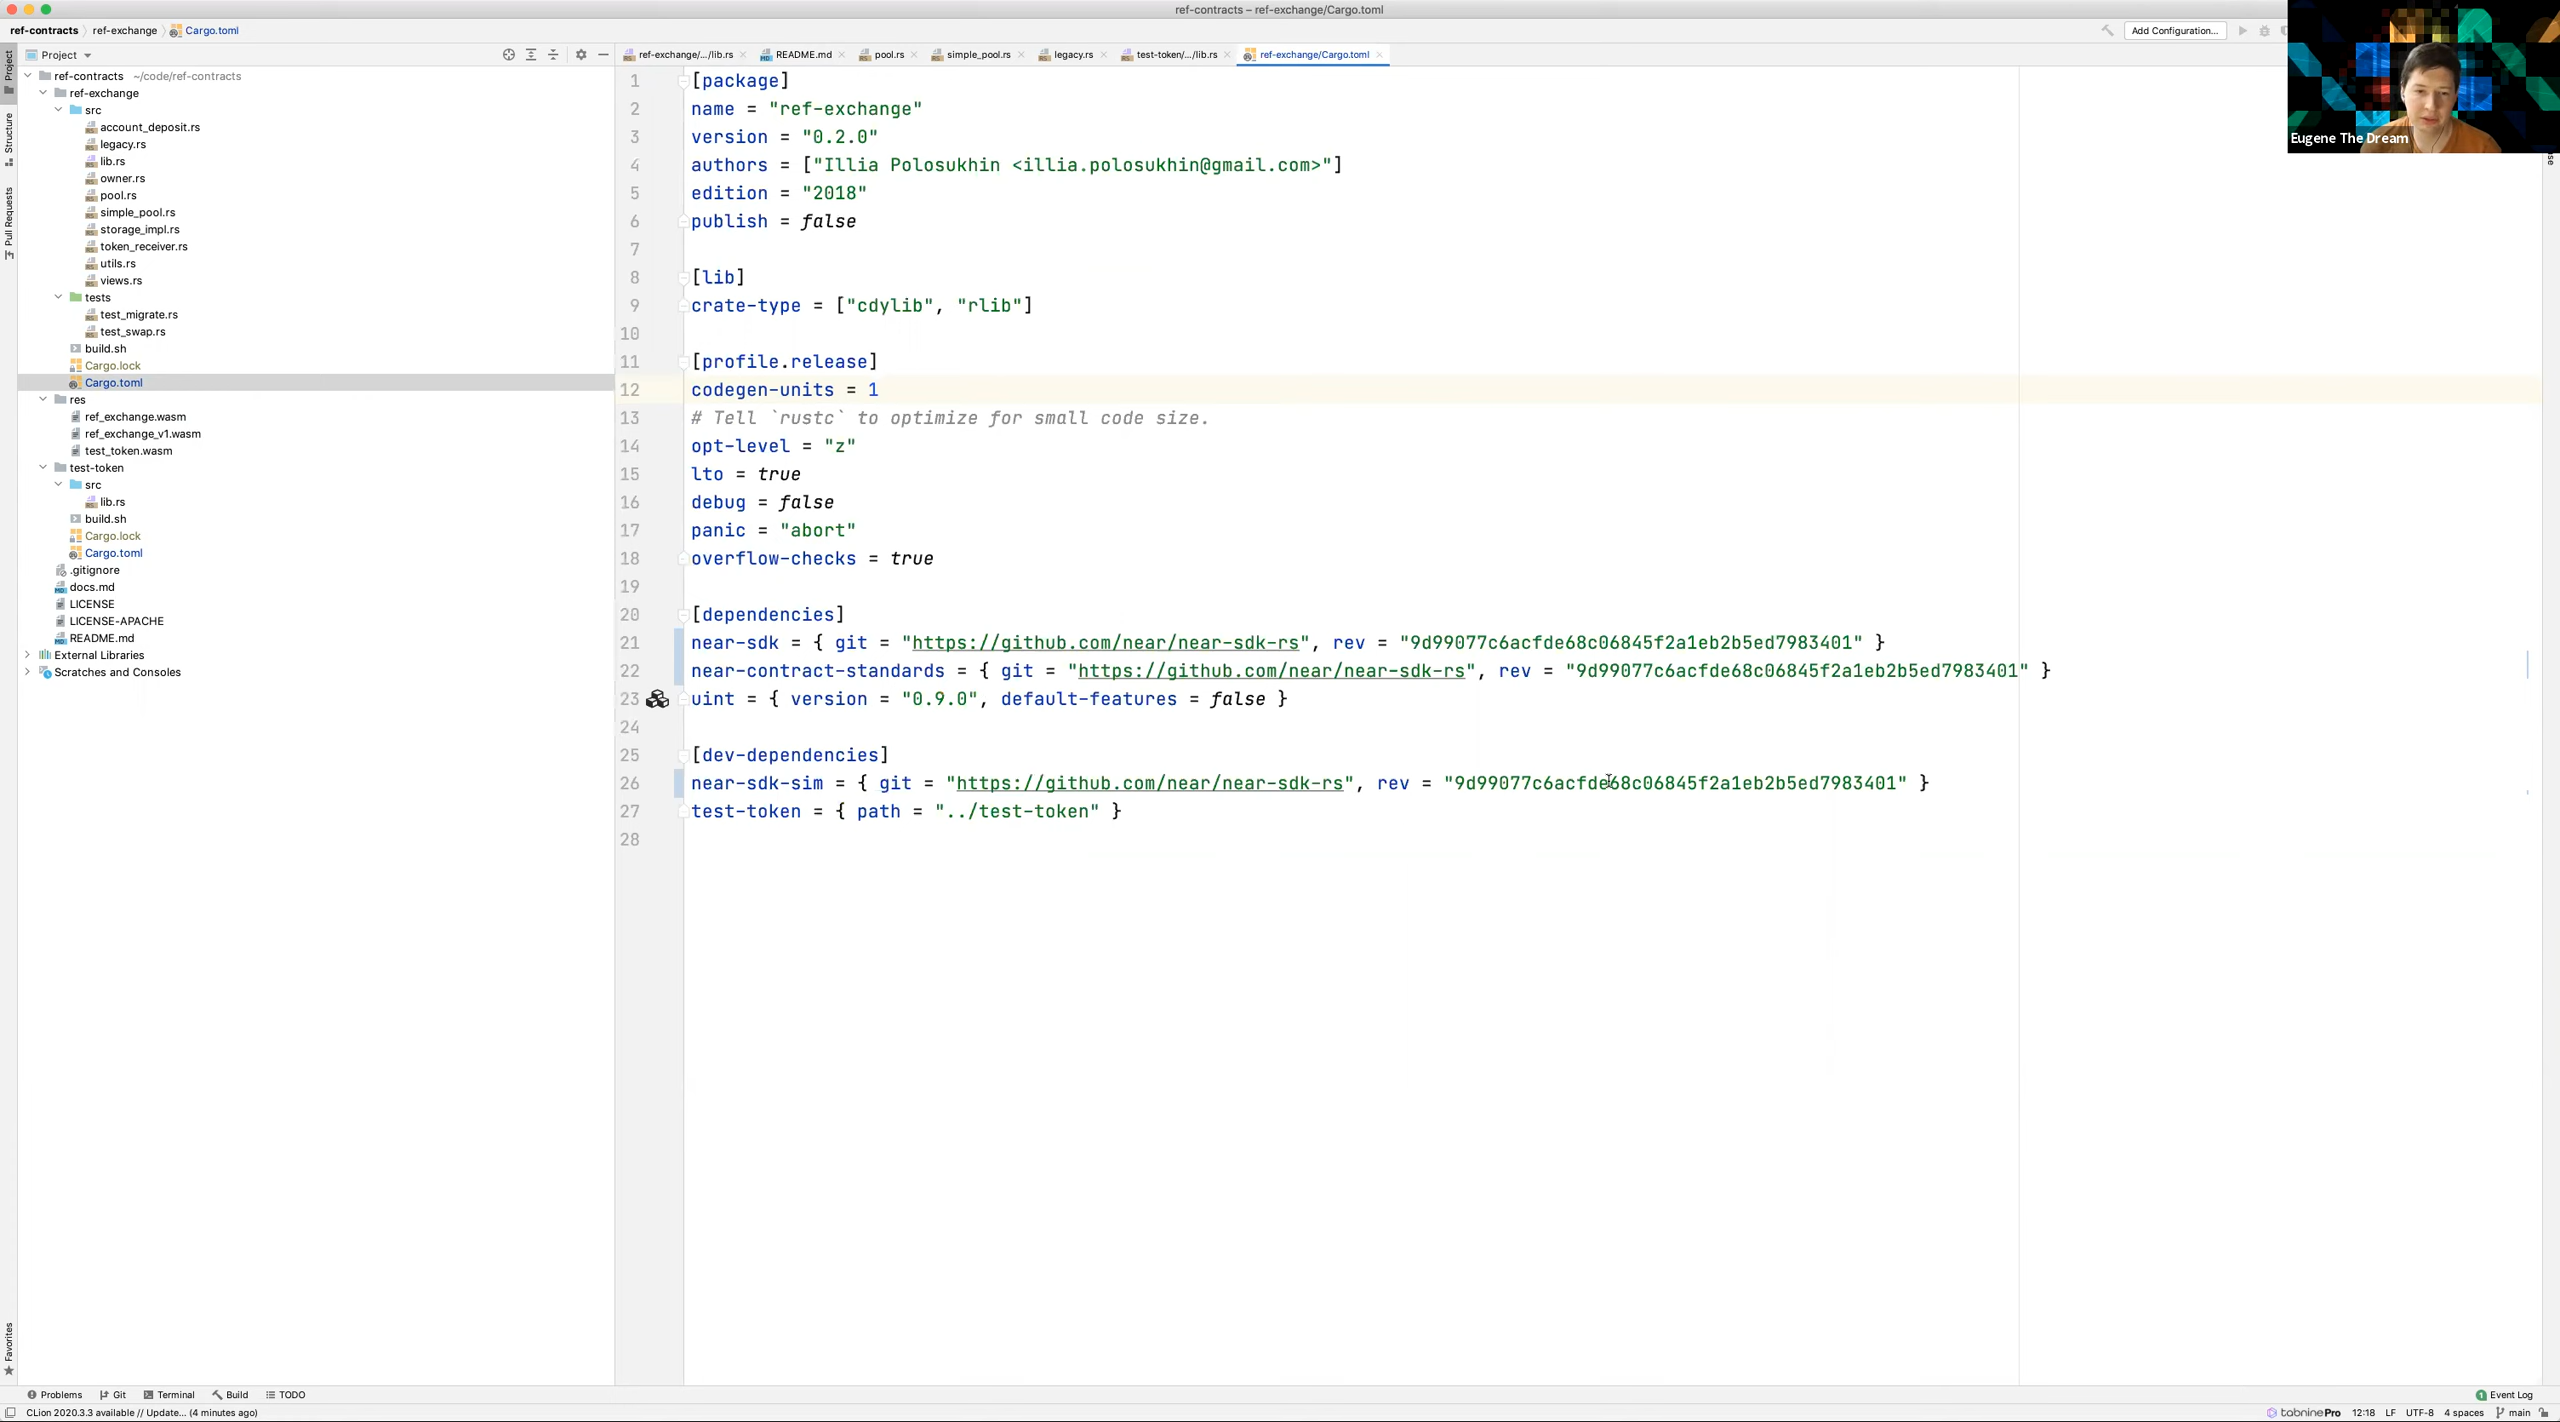 ref-contracts – ref-exchange/Cargo.toml
ref-contracts
ref-exchange
Cargo.toml
Add Configuration...
Project
ref-exchange/.../lib.rs
README.md
pool.rs
simple_pool.rs
legacy.rs
test-token/.../lib.rs
ref-exchange/Cargo.toml
Project
Structure
Pull Requests
Favorites
ref-contracts ~/code/ref-contracts
ref-exchange
src
account_deposit.rs
legacy.rs
lib.rs
owner.rs
pool.rs
simple_pool.rs
storage_impl.rs
token_receiver.rs
utils.rs
views.rs
tests
test_migrate.rs
test_swap.rs
build.sh
Cargo.lock
Cargo.toml
res
ref_exchange.wasm
ref_exchange_v1.wasm
test_token.wasm
test-token
src
lib.rs
build.sh
Cargo.lock
Cargo.toml
.gitignore
docs.md
LICENSE
LICENSE-APACHE
README.md
External Libraries
Scratches and Consoles
1 [package]
2 name = "ref-exchange"
3 version = "0.2.0"
4 authors = ["Illia Polosukhin <illia.polosukhin@gmail.com>"]
5 edition = "2018"
6 publish = false
7
8 [lib]
9 crate-type = ["cdylib", "rlib"]
10
11 [profile.release]
12 codegen-units = 1
13 # Tell `rustc` to optimize for small code size.
14 opt-level = "z"
15 lto = true
16 debug = false
17 panic = "abort"
18 overflow-checks = true
19
20 [dependencies]
21 near-sdk = { git = "https://github.com/near/near-sdk-rs", rev = "9d99077c6acfde68c06845f2a1eb2b5ed7983401" }
22 near-contract-standards = { git = "https://github.com/near/near-sdk-rs", rev = "9d99077c6acfde68c06845f2a1eb2b5ed7983401" }
23 uint = { version = "0.9.0", default-features = false }
24
25 [dev-dependencies]
26 near-sdk-sim = { git = "https://github.com/near/near-sdk-rs", rev = "9d99077c6acfde68c06845f2a1eb2b5ed7983401" }
27 test-token = { path = "../test-token" }
28
Eugene The Dream
Problems
Git
Terminal
Build
TODO
1 Event Log
CLion 2020.3.3 available // Update... (4 minutes ago)
tabninePro
12:18
LF
UTF-8
4 spaces
main